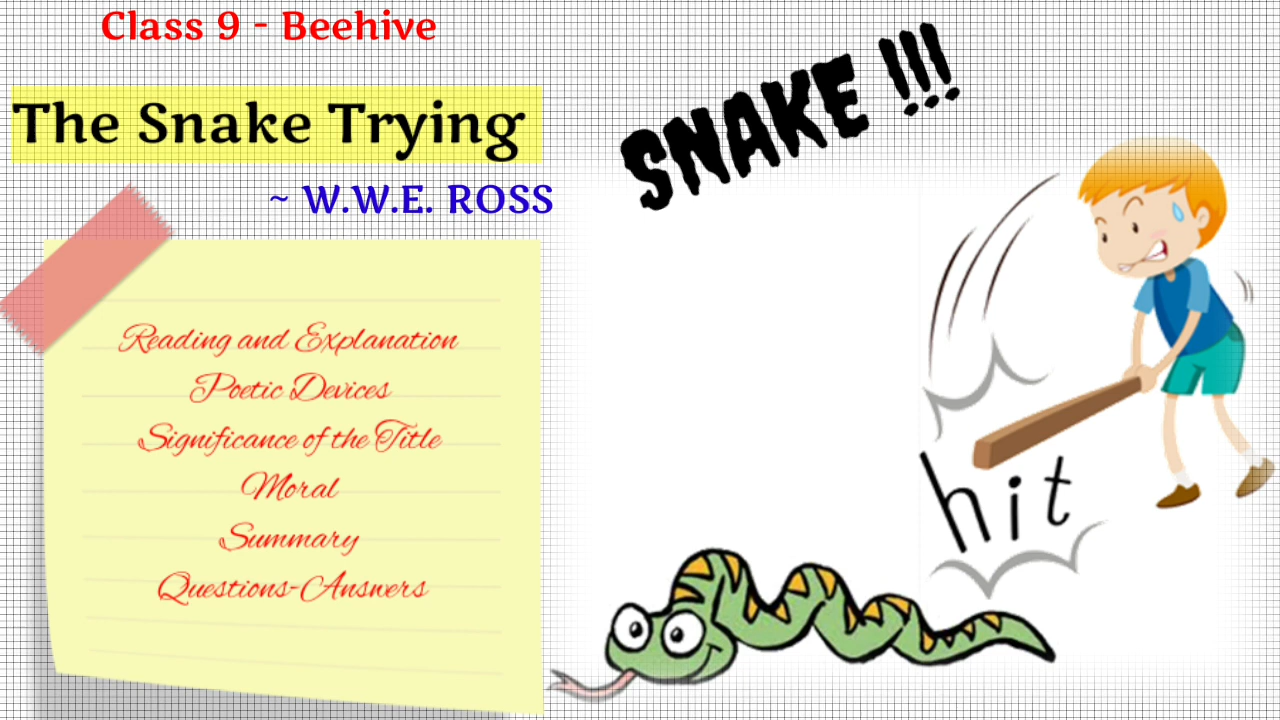 Class 9 - Beehive
The Snake Trying
~ W.W.E. ROSS
SNAKE !!!
Reading and Explanation
Poetic Devices
Significance of the Title
Moral
Summary
Questions-Answers
hit